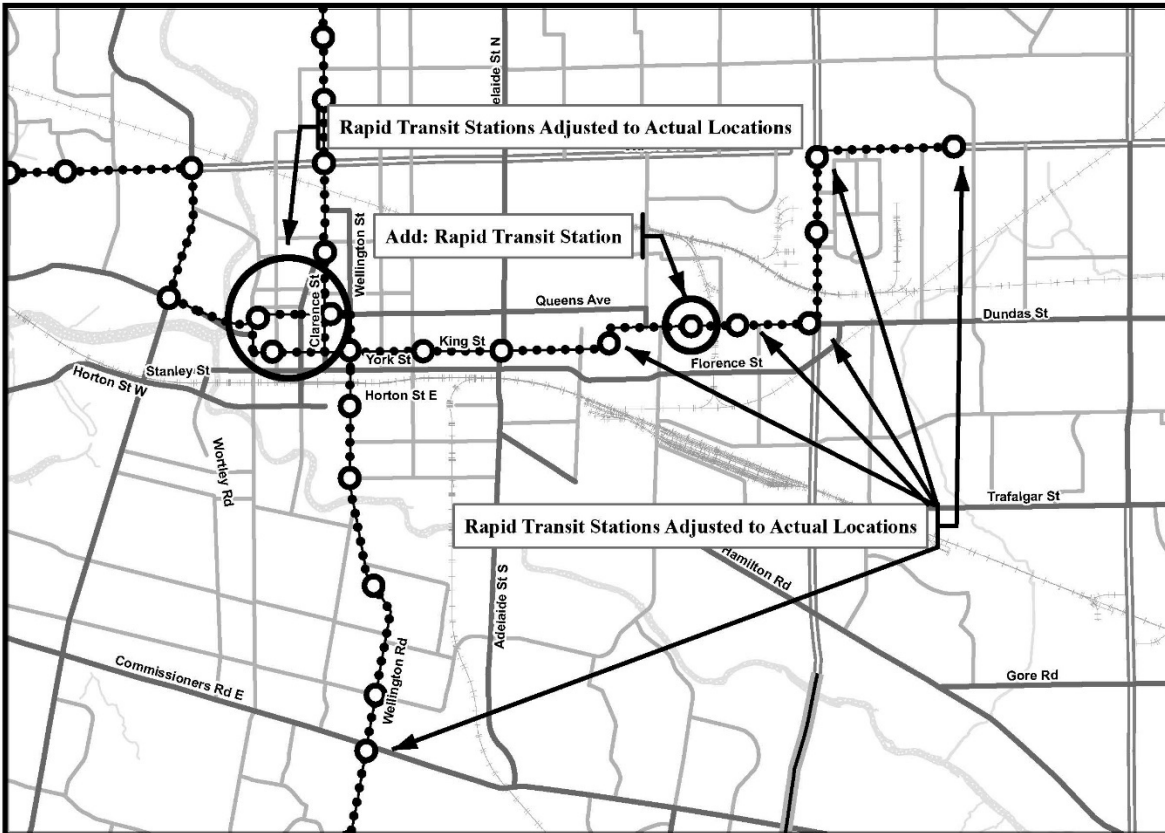 elaide St N
Rapid Transit Stations Adjusted to Actual Locations
Wellington St
Add: Rapid Transit Station
Clarence St
Queens Ave
Dundas St
King St
York St
Florence St
Stanley St
Horton St W
Horton St E
Wortley Rd
Trafalgar St
Rapid Transit Stations Adjusted to Actual Locations
Hamilton Rd
Adelaide St S
Commissioners Rd E
Wellington Rd
Gore Rd